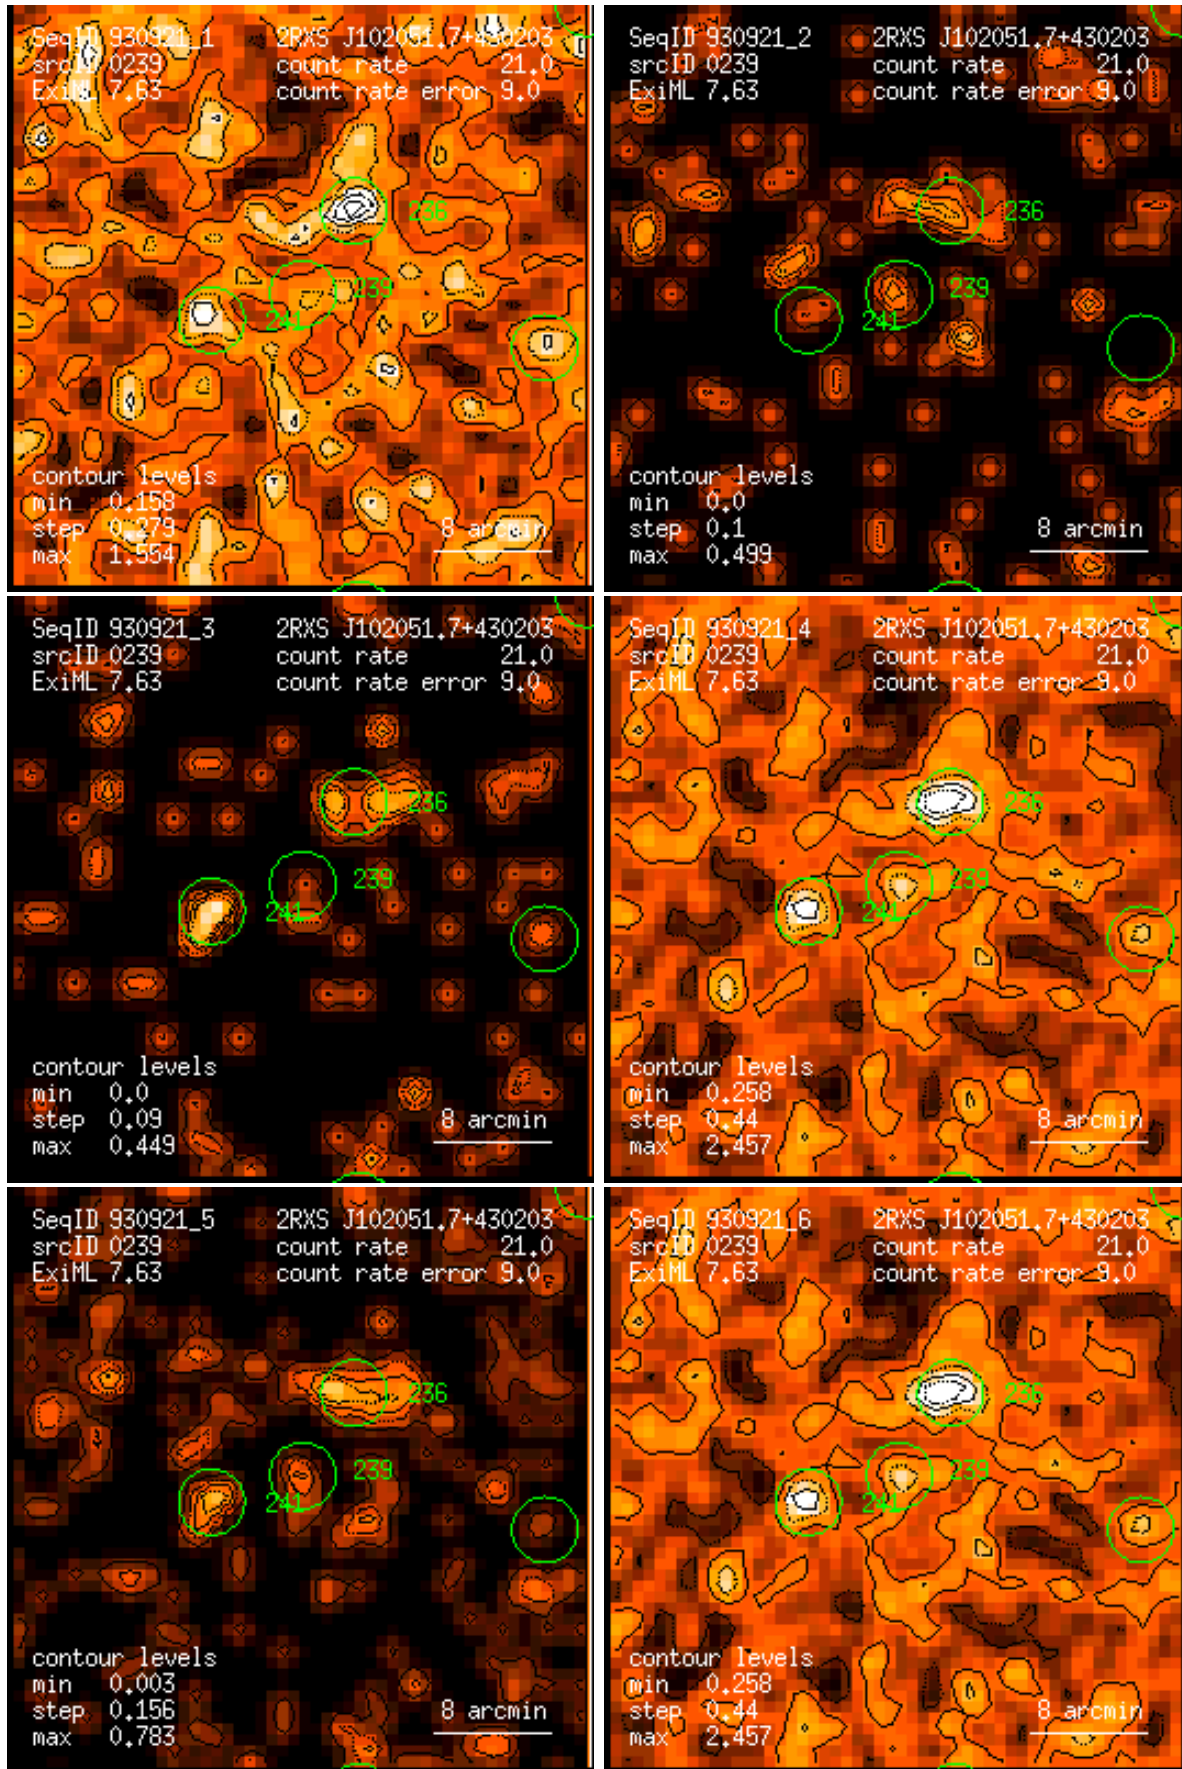 SeqID 930921_1 2RXS J102051.7+430203
srcID 0239 count rate 21.0
ExiML 7.63 count rate error 9.0
236
239
241
contour levels
min 0.158
step 0.279
max 1.554
8 arcmin
SeqID 930921_2 2RXS J102051.7+430203
srcID 0239 count rate 21.0
ExiML 7.63 count rate error 9.0
236
239
241
contour levels
min 0.0
step 0.1
max 0.499
8 arcmin
SeqID 930921_3 2RXS J102051.7+430203
srcID 0239 count rate 21.0
ExiML 7.63 count rate error 9.0
236
239
241
contour levels
min 0.0
step 0.09
max 0.449
8 arcmin
SeqID 930921_4 2RXS J102051.7+430203
srcID 0239 count rate 21.0
ExiML 7.63 count rate error 9.0
236
239
241
contour levels
min 0.258
step 0.44
max 2.457
8 arcmin
SeqID 930921_5 2RXS J102051.7+430203
srcID 0239 count rate 21.0
ExiML 7.63 count rate error 9.0
236
239
241
contour levels
min 0.003
step 0.156
max 0.783
8 arcmin
SeqID 930921_6 2RXS J102051.7+430203
srcID 0239 count rate 21.0
ExiML 7.63 count rate error 9.0
236
239
241
contour levels
min 0.258
step 0.44
max 2.457
8 arcmin